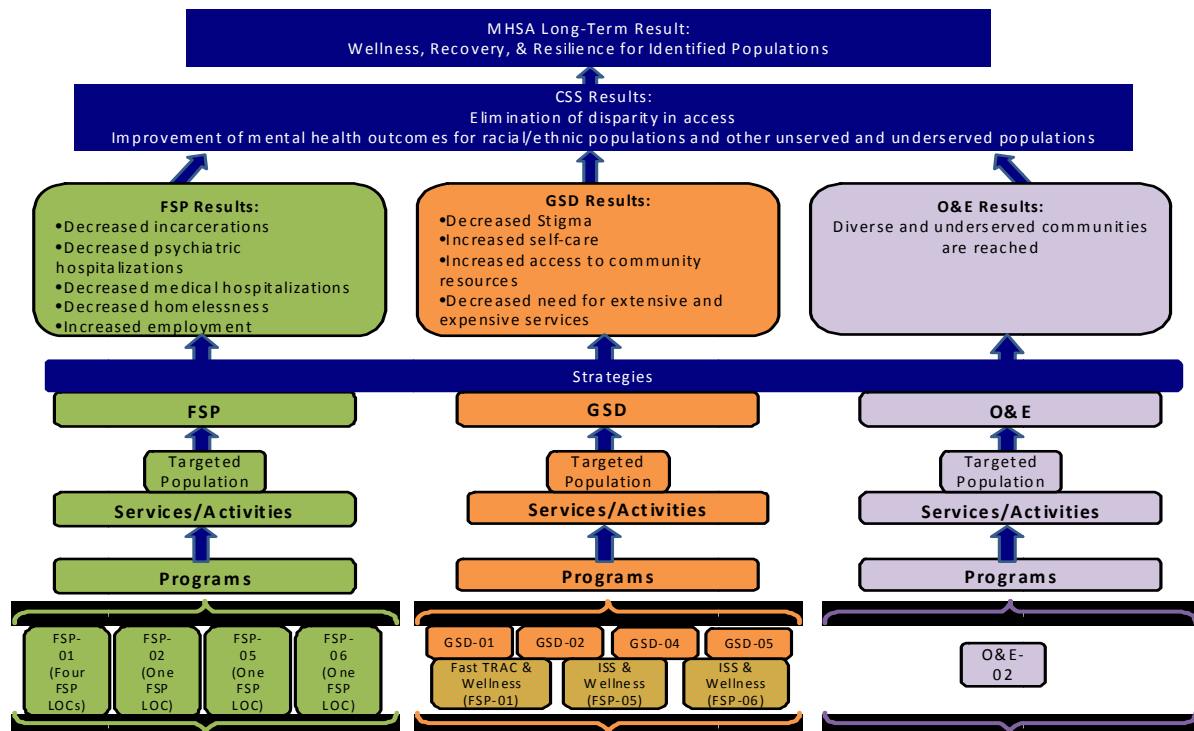 MHSA Long-Term Result:
Wellness, Recovery, & Resilience for Identified Populations
CSS Results:
Elimination of disparity in access
Improvement of mental health outcomes for racial/ethnic populations and other unserved and underserved populations
FSP Results:
•Decreased incarcerations
•Decreased psychiatric
hospitalizations
•Decreased medical hospitalizations
•Decreased homelessness
•Increased employment
GSD Results:
•Decreased Stigma
•Increased self-care
•Increased access to community
resources
•Decreased need for extensive and
expensive services
O&E Results:
Diverse and underserved communities
are reached
Strategies
FSP
GSD
O&E
Targeted
Population
Targeted
Population
Targeted
Population
Services/Activities
Services/Activities
Services/Activities
Programs
Programs
Programs
FSP-
01
(Four
FSP
LOCs)
FSP-
02
(One
FSP
LOC)
FSP-
05
(One
FSP
LOC)
FSP-
06
(One
FSP
LOC)
GSD-01
GSD-02
GSD-04
GSD-05
Fast TRAC &
Wellness
(FSP-01)
ISS &
Wellness
(FSP-05)
ISS &
Wellness
(FSP-06)
O&E-
02